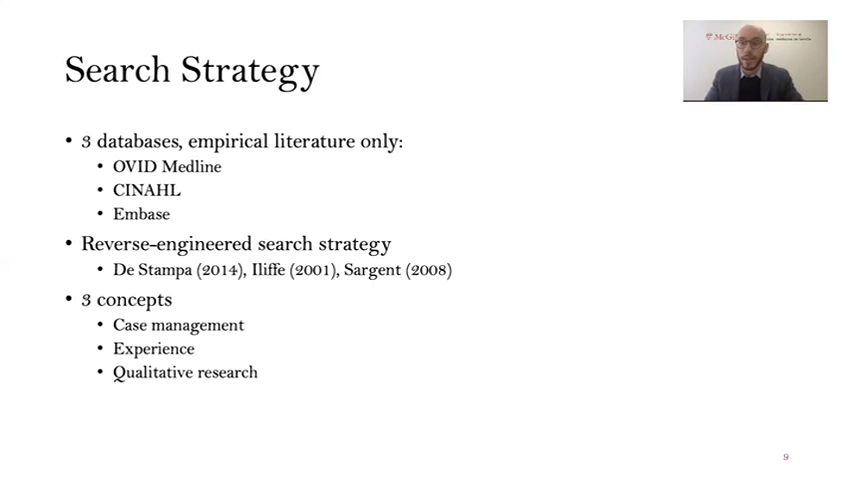 Search Strategy
• 3 databases, empirical literature only:
• OVID Medline
• CINAHL
• Embase
• Reverse-engineered search strategy
• De Stampa (2014), Iliffe (2001), Sargent (2008)
• 3 concepts
• Case management
• Experience
• Qualitative research
9